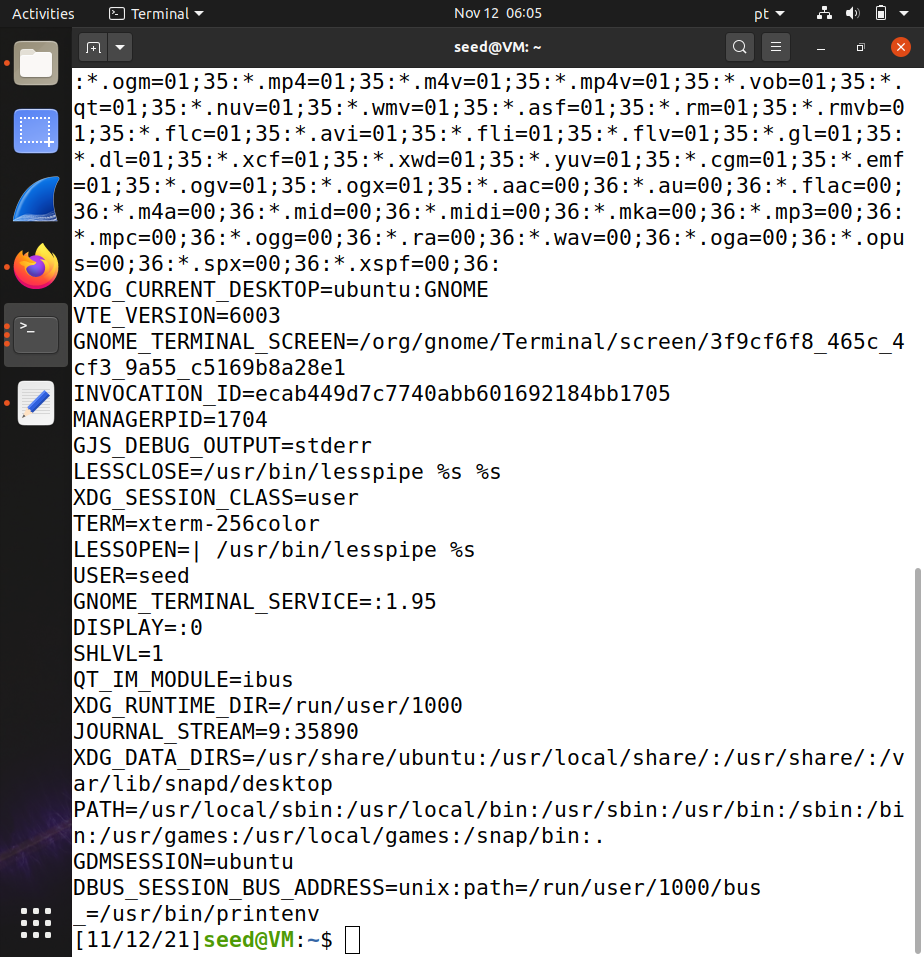 Activities Terminal Nov 12 06:05 pt
seed@VM: ~
:*.ogm=01;35:*.mp4=01;35:*.m4v=01;35:*.mp4v=01;35:*.vob=01;35:*.
qt=01;35:*.nuv=01;35:*.wmv=01;35:*.asf=01;35:*.rm=01;35:*.rmvb=0
1;35:*.flc=01;35:*.avi=01;35:*.fli=01;35:*.flv=01;35:*.gl=01;35:
*.dl=01;35:*.xcf=01;35:*.xwd=01;35:*.yuv=01;35:*.cgm=01;35:*.emf
=01;35:*.ogv=01;35:*.ogx=01;35:*.aac=00;36:*.au=00;36:*.flac=00;
36:*.m4a=00;36:*.mid=00;36:*.midi=00;36:*.mka=00;36:*.mp3=00;36:
*.mpc=00;36:*.ogg=00;36:*.ra=00;36:*.wav=00;36:*.oga=00;36:*.opu
s=00;36:*.spx=00;36:*.xspf=00;36:
XDG_CURRENT_DESKTOP=ubuntu:GNOME
VTE_VERSION=6003
GNOME_TERMINAL_SCREEN=/org/gnome/Terminal/screen/3f9cf6f8_465c_4
cf3_9a55_c5169b8a28e1
INVOCATION_ID=ecab449d7c7740abb601692184bb1705
MANAGERPID=1704
GJS_DEBUG_OUTPUT=stderr
LESSCLOSE=/usr/bin/lesspipe %s %s
XDG_SESSION_CLASS=user
TERM=xterm-256color
LESSOPEN=| /usr/bin/lesspipe %s
USER=seed
GNOME_TERMINAL_SERVICE=:1.95
DISPLAY=:0
SHLVL=1
QT_IM_MODULE=ibus
XDG_RUNTIME_DIR=/run/user/1000
JOURNAL_STREAM=9:35890
XDG_DATA_DIRS=/usr/share/ubuntu:/usr/local/share/:/usr/share/:/v
ar/lib/snapd/desktop
PATH=/usr/local/sbin:/usr/local/bin:/usr/sbin:/usr/bin:/sbin:/bi
n:/usr/games:/usr/local/games:/snap/bin:.
GDMSESSION=ubuntu
DBUS_SESSION_BUS_ADDRESS=unix:path=/run/user/1000/bus
_=/usr/bin/printenv
[11/12/21]seed@VM:~$